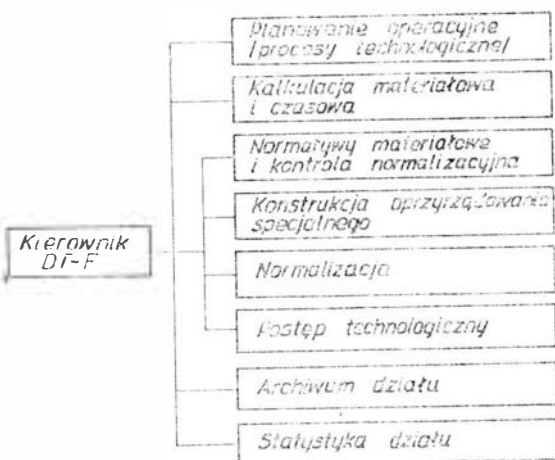 Planowanie operacyjne
/procesy technologiczne/
Kalkulacja materiałowa
i czasowa
Normatywy materiałowe
i kontrola normalizacyjna
Konstrukcja oprzyrządowania
specjalnego
Kierownik
DT-F
Normalizacja
Postęp technologiczny
Archiwum działu
Statystyka działu